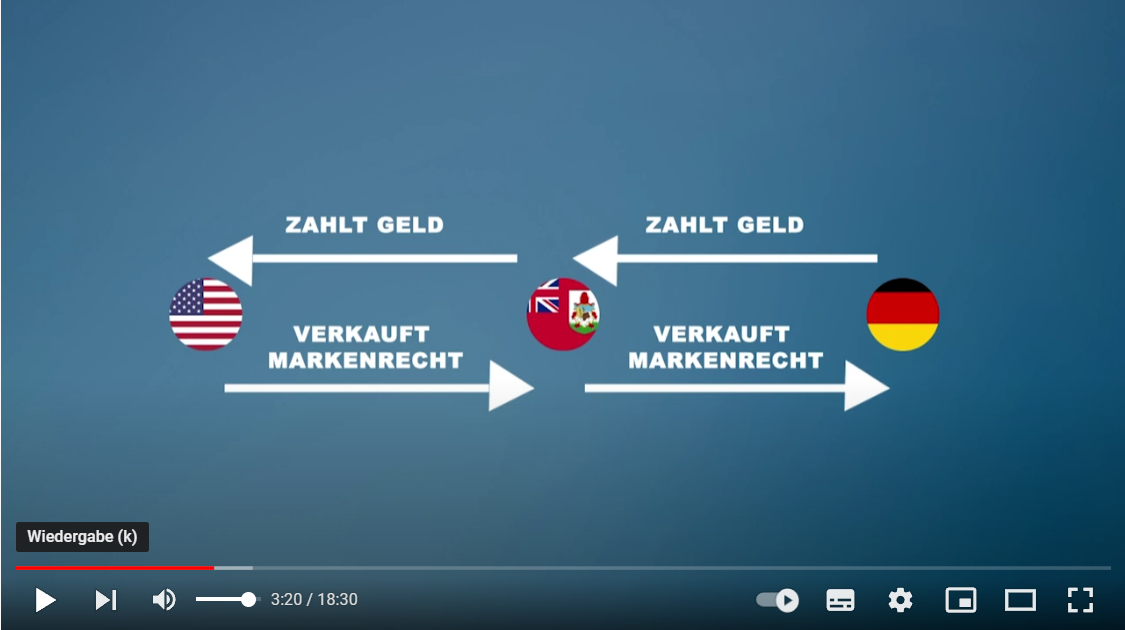 ZAHLT GELD
ZAHLT GELD
VERKAUFT
MARKENRECHT
VERKAUFT
MARKENRECHT
Wiedergabe (k)
3:20 / 18:30